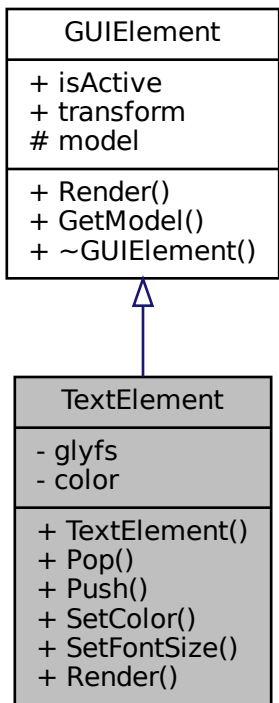 GUIElement
+ isActive
+ transform
# model
+ Render()
+ GetModel()
+ ~GUIElement()
TextElement
- glyfs
- color
+ TextElement()
+ Pop()
+ Push()
+ SetColor()
+ SetFontSize()
+ Render()